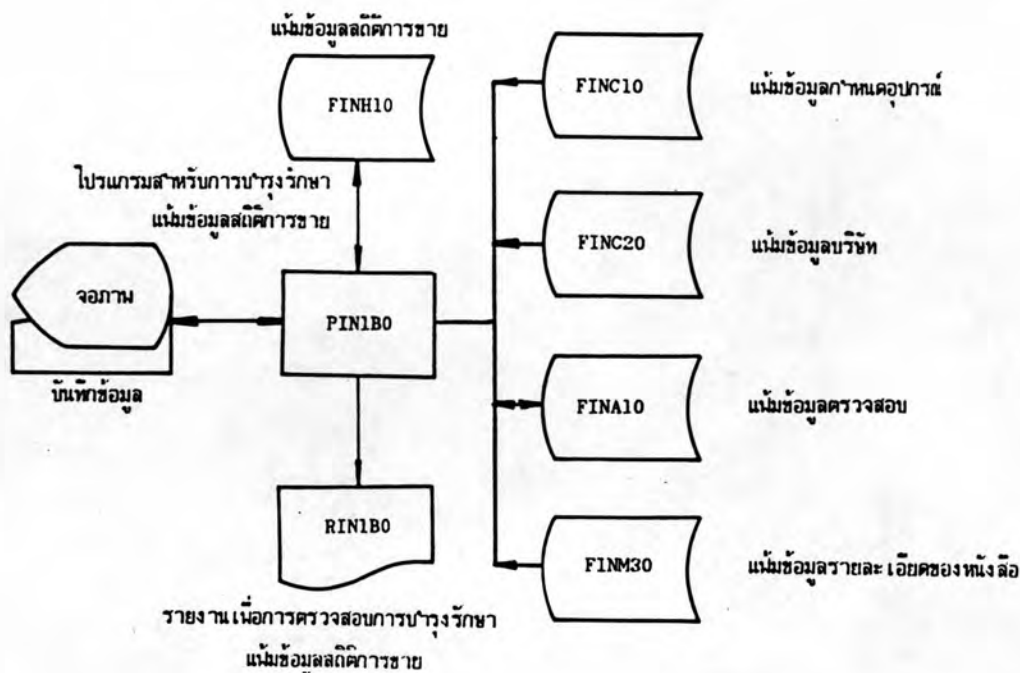 แน้มข้อมูลสถิติการขาย
FINH10
ไปรแกรมสำหรับการบำรุงรักษา
แน้มข้อมูลสถิติการขาย
จอภาพ
บันทึกข้อมูล
PIN1B0
RIN1B0
รายงานเพื่อการตรวจสอบการบำรุงรักษา
แน้มข้อมูลสถิติการขาย
FINC10
แน้มข้อมูลกำหนดอุปกรณ์
FINC20
แน้มข้อมูลบริษัท
FINA10
แน้มข้อมูลตรวจสอบ
FINM30
แน้มข้อมูลรายละเอียดของหนังสือ